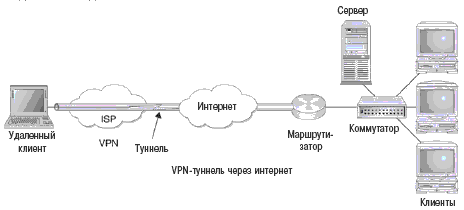 Сервер
Интернет
ISP
VPN
Удаленный
клиент
Туннель
Маршрути-
затор
Коммутатор
VPN-туннель через интернет
Клиенты